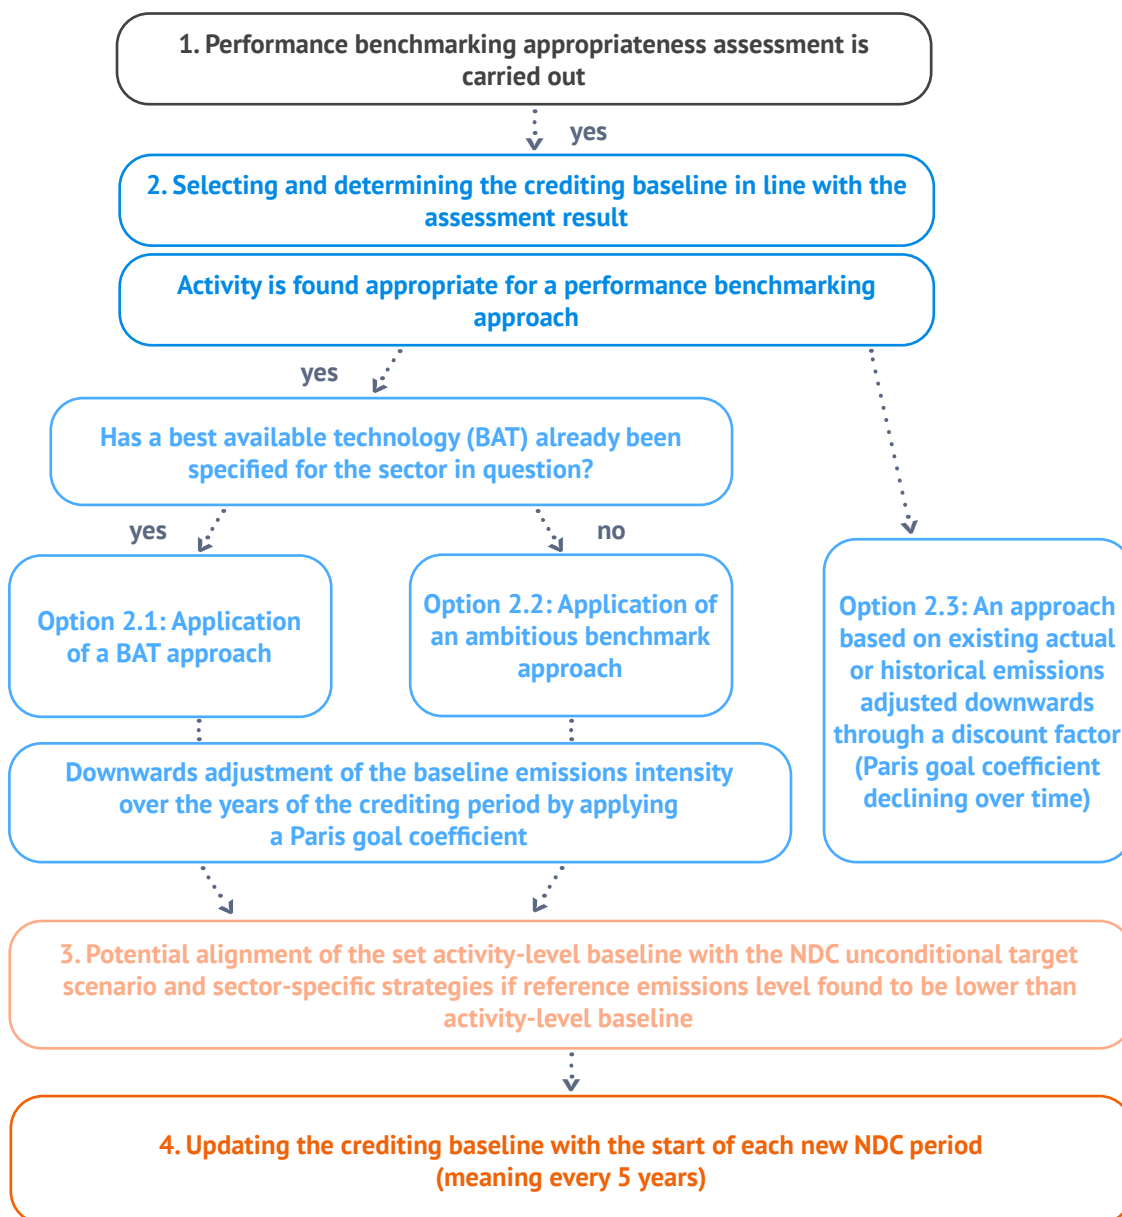 1. Performance benchmarking appropriateness assessment is
carried out
yes
2. Selecting and determining the crediting baseline in line with the
assessment result
Activity is found appropriate for a performance benchmarking
approach
yes
Has a best available technology (BAT) already been
specified for the sector in question?
yes
no
Option 2.1: Application
of a BAT approach
Option 2.2: Application of
an ambitious benchmark
approach
Option 2.3: An approach
based on existing actual
or historical emissions
adjusted downwards
through a discount factor
(Paris goal coefficient
declining over time)
Downwards adjustment of the baseline emissions intensity
over the years of the crediting period by applying
a Paris goal coefficient
3. Potential alignment of the set activity-level baseline with the NDC unconditional target
scenario and sector-specific strategies if reference emissions level found to be lower than
activity-level baseline
4. Updating the crediting baseline with the start of each new NDC period
(meaning every 5 years)